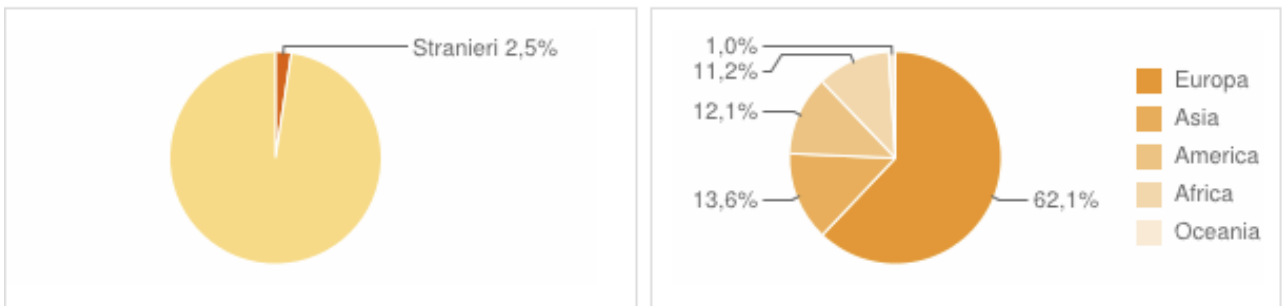 Stranieri 2,5%
1,0%
11,2%
12,1%
13,6%
62,1%
Europa
Asia
America
Africa
Oceania